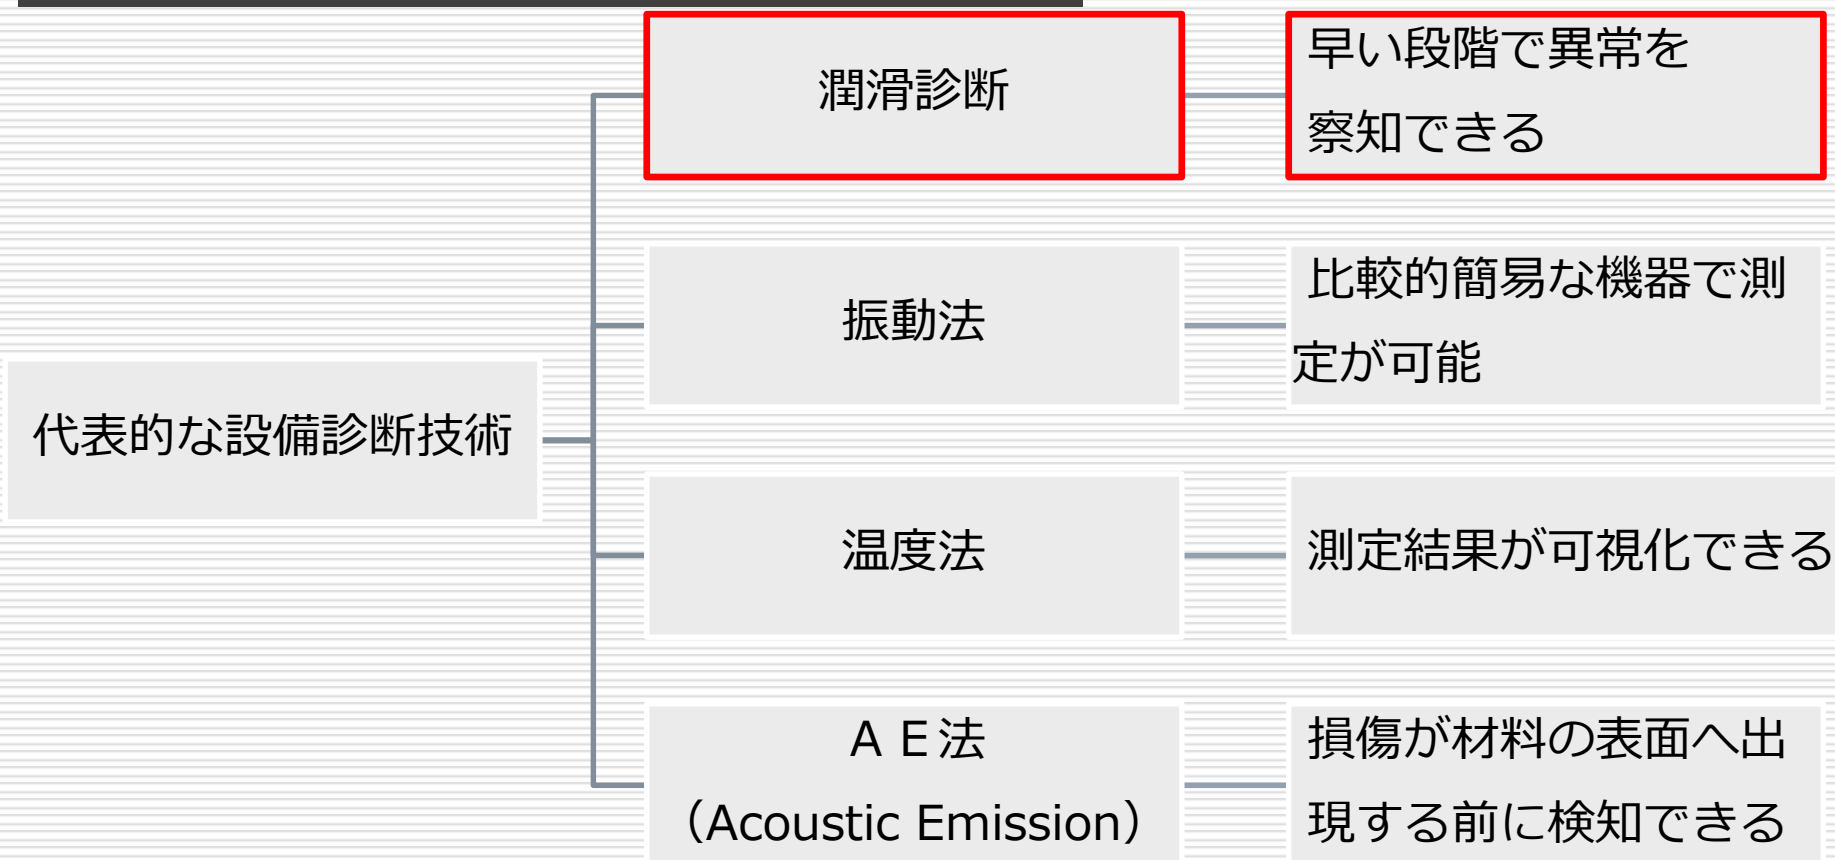 潤滑診断
早い段階で異常を
察知できる
振動法
比較的簡易な機器で測
定が可能
代表的な設備診断技術
温度法
測定結果が可視化できる
ＡＥ法
（Acoustic Emission）
損傷が材料の表面へ出
現する前に検知できる